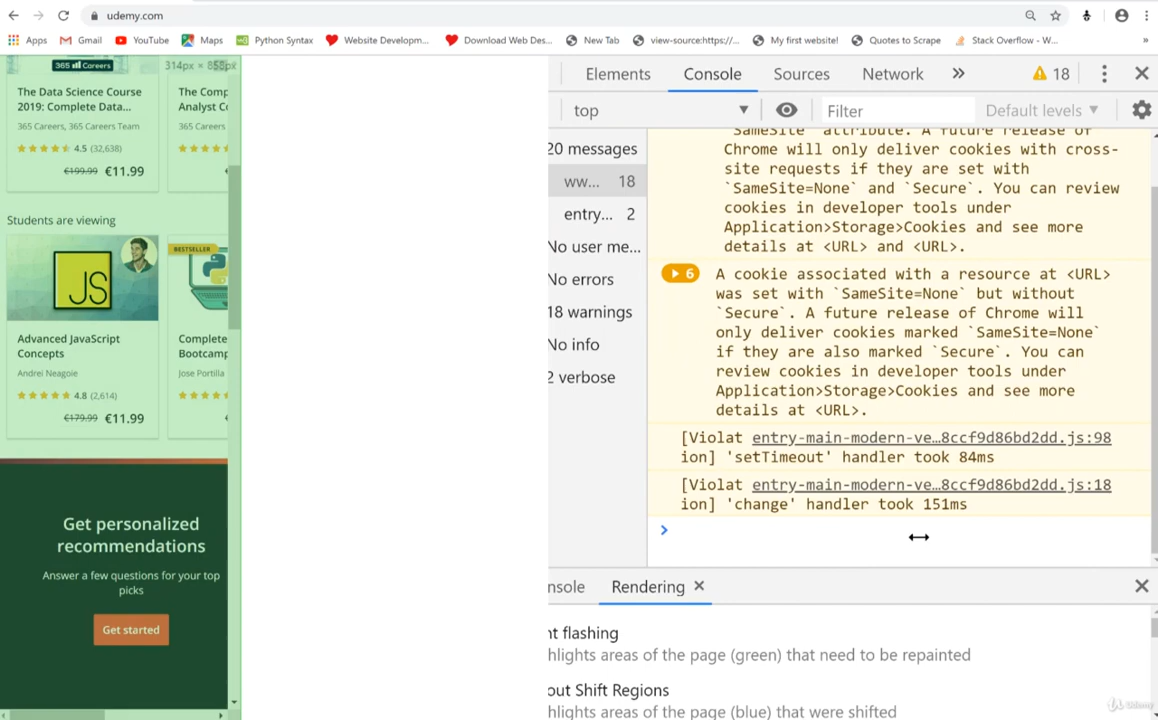 udemy.com
Apps
Gmail
YouTube
Maps
Python Syntax
Website Developm...
Download Web Des...
New Tab
view-source:https://...
My first website!
Quotes to Scrape
Stack Overflow - W...
»
365 Careers
314px × 858px
The Data Science Course
2019: Complete Data...
365 Careers, 365 Careers Team
4.5 (32,638)
€199.99 €11.99
The Comp
Analyst Co
365 Careers
Students are viewing
BESTSELLER
JS
Advanced JavaScript
Concepts
Andrei Neagoie
4.8 (2,614)
€179.99 €11.99
Complete
Bootcamp
Jose Portilla
Get personalized
recommendations
Answer a few questions for your top
picks
Get started
Elements Console Sources Network » 18
top
Filter
Default levels ▼
20 messages
ww... 18
entry... 2
No user me...
No errors
18 warnings
No info
2 verbose
`SameSite` attribute. A future release of
Chrome will only deliver cookies with cross-
site requests if they are set with
`SameSite=None` and `Secure`. You can review
cookies in developer tools under
Application>Storage>Cookies and see more
details at <URL> and <URL>.
6
A cookie associated with a resource at <URL>
was set with `SameSite=None` but without
`Secure`. A future release of Chrome will
only deliver cookies marked `SameSite=None`
if they are also marked `Secure`. You can
review cookies in developer tools under
Application>Storage>Cookies and see more
details at <URL>.
[Violat entry-main-modern-ve…8ccf9d86bd2dd.js:98
ion] 'setTimeout' handler took 84ms
[Violat entry-main-modern-ve…8ccf9d86bd2dd.js:18
ion] 'change' handler took 151ms
nsole
Rendering
nt flashing
hlights areas of the page (green) that need to be repainted
out Shift Regions
hlights areas of the page (blue) that were shifted
Udemy